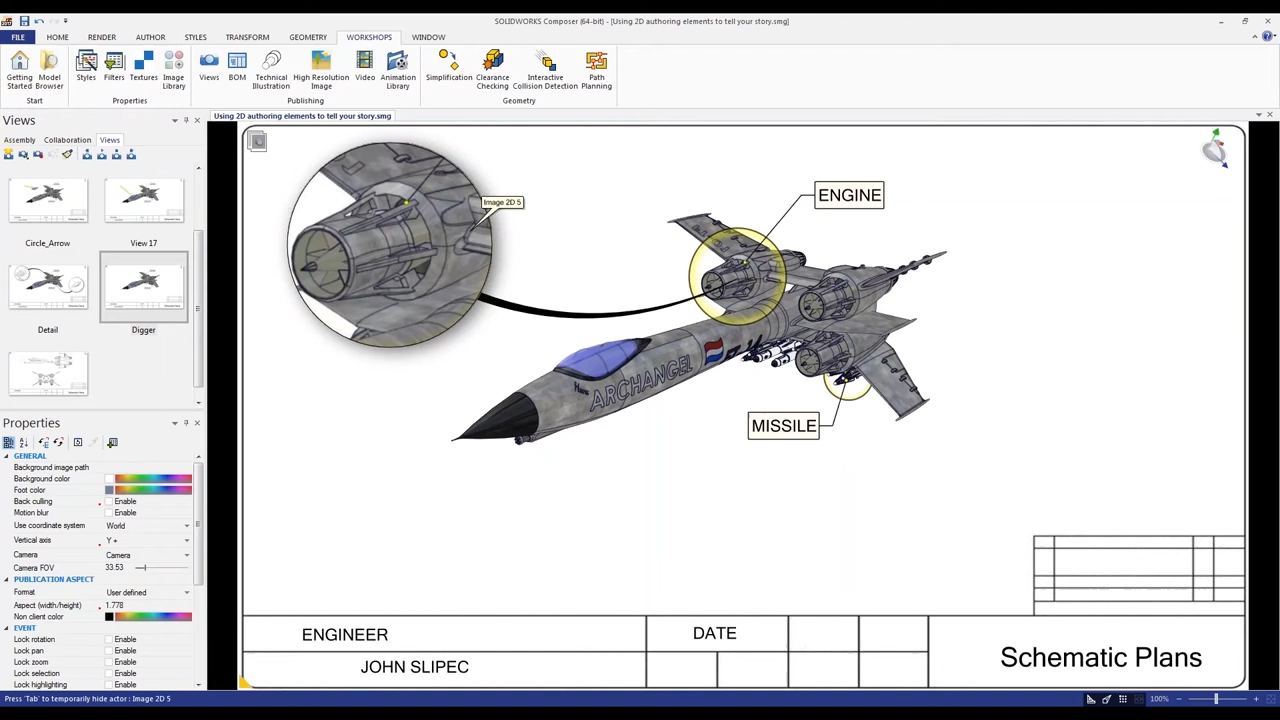 SOLIDWORKS Composer (64-bit) - [Using 2D authoring elements to tell your story.smg]
FILE HOME RENDER AUTHOR STYLES TRANSFORM GEOMETRY WORKSHOPS WINDOW
Getting Started
Model Browser
Styles
Filters
Textures
Image Library
Views
BOM
Technical Illustration
High Resolution Image
Video
Animation Library
Simplification
Clearance Checking
Interactive Collision Detection
Path Planning
Start
Properties
Publishing
Geometry
Views
Using 2D authoring elements to tell your story.smg
Assembly Collaboration Views
Circle_Arrow
View 17
Detail
Digger
Properties
GENERAL
Background image path
Background color
Foot color
Back culling Enable
Motion blur Enable
Use coordinate system World
Vertical axis Y +
Camera Camera
Camera FOV 33.53
PUBLICATION ASPECT
Format User defined
Aspect (width/height) 1.778
Non client color
EVENT
Lock rotation Enable
Lock pan Enable
Lock zoom Enable
Lock selection Enable
Lock highlighting Enable
Image 2D 5
ENGINE
ARCHANGEL
MISSILE
ENGINEER
DATE
JOHN SLIPEC
Schematic Plans
Press 'Tab' to temporarily hide actor : Image 2D 5
100%